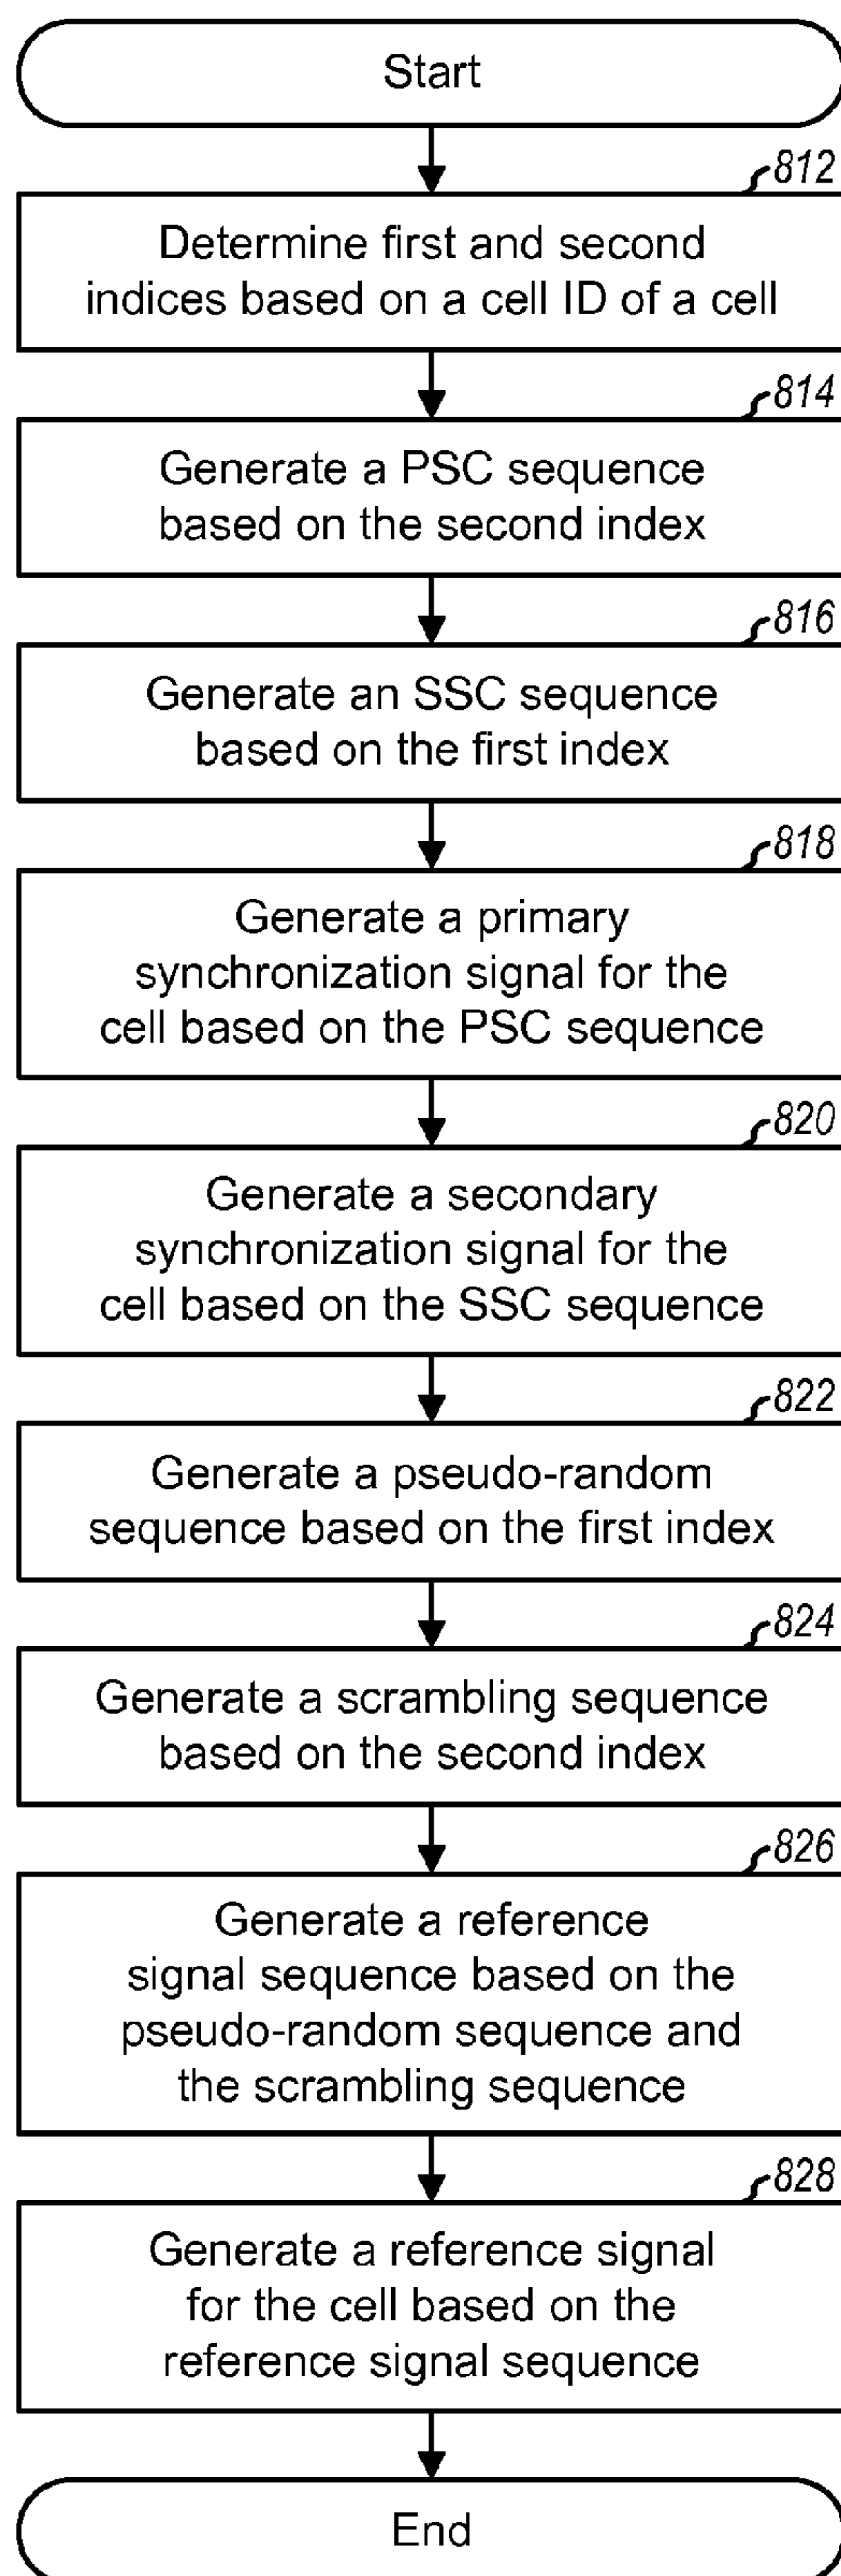 Start
812
Determine first and second
indices based on a cell ID of a cell
814
Generate a PSC sequence
based on the second index
816
Generate an SSC sequence
based on the first index
818
Generate a primary
synchronization signal for the
cell based on the PSC sequence
820
Generate a secondary
synchronization signal for the
cell based on the SSC sequence
822
Generate a pseudo-random
sequence based on the first index
824
Generate a scrambling sequence
based on the second index
826
Generate a reference
signal sequence based on the
pseudo-random sequence and
the scrambling sequence
828
Generate a reference signal
for the cell based on the
reference signal sequence
End